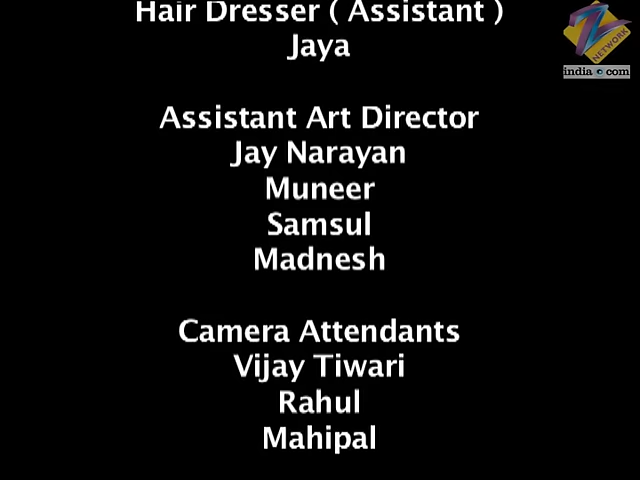 Hair Dresser ( Assistant )
Jaya
Assistant Art Director
Jay Narayan
Muneer
Samsul
Madnesh
Camera Attendants
Vijay Tiwari
Rahul
Mahipal
Z
NETWORK
india.com